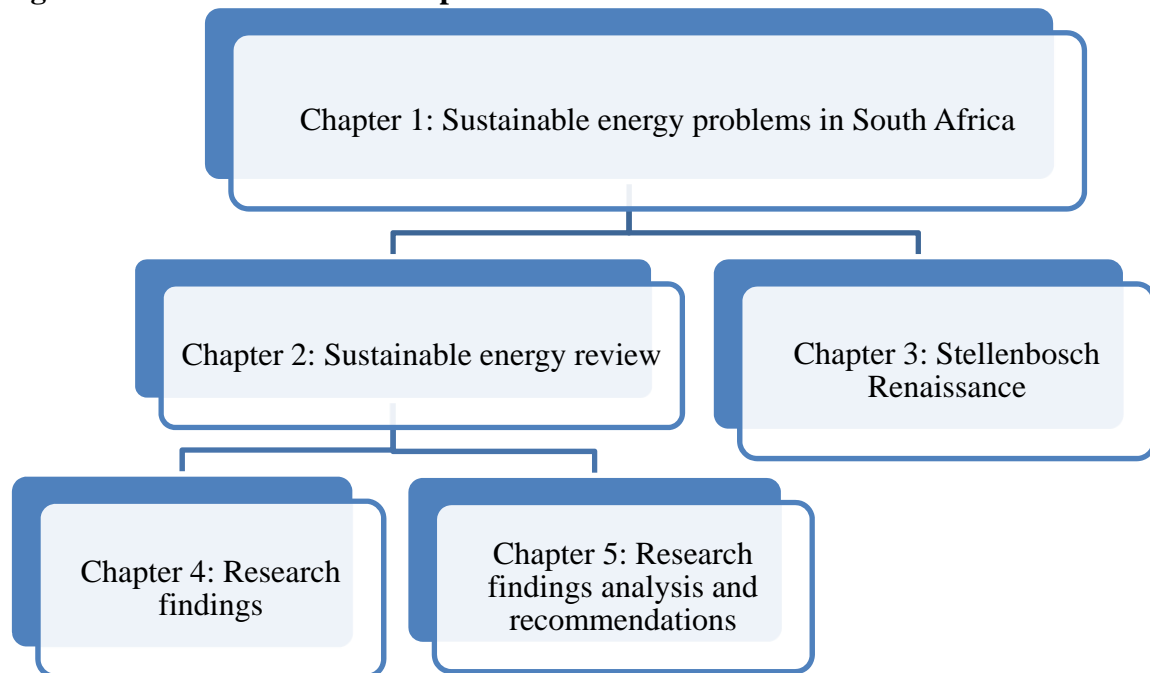 Chapter 1: Sustainable energy problems in South Africa
Chapter 2: Sustainable energy review
Chapter 3: Stellenbosch
Renaissance
Chapter 4: Research
findings
Chapter 5: Research
findings analysis and
recommendations